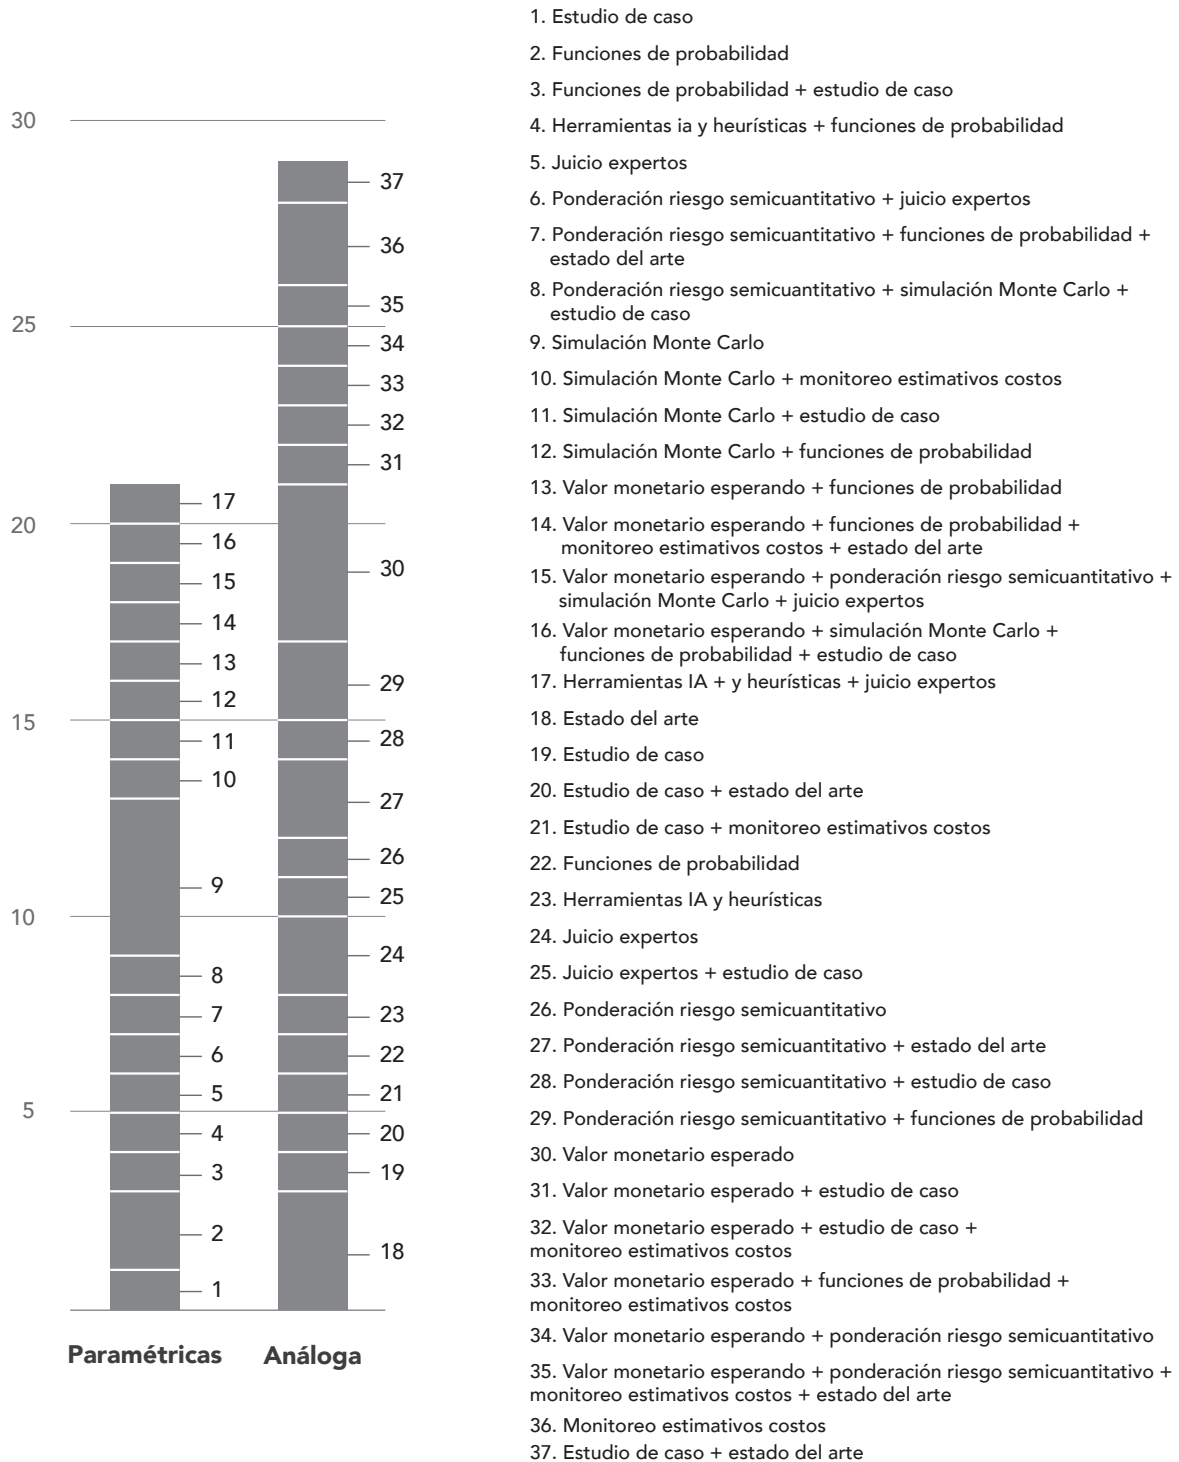 1. Estudio de caso
2. Funciones de probabilidad
3. Funciones de probabilidad + estudio de caso
4. Herramientas ia y heurísticas + funciones de probabilidad
5. Juicio expertos
6. Ponderación riesgo semicuantitativo + juicio expertos
7. Ponderación riesgo semicuantitativo + funciones de probabilidad +
estado del arte
8. Ponderación riesgo semicuantitativo + simulación Monte Carlo +
estudio de caso
9. Simulación Monte Carlo
10. Simulación Monte Carlo + monitoreo estimativos costos
11. Simulación Monte Carlo + estudio de caso
12. Simulación Monte Carlo + funciones de probabilidad
13. Valor monetario esperando + funciones de probabilidad
14. Valor monetario esperando + funciones de probabilidad +
monitoreo estimativos costos + estado del arte
15. Valor monetario esperando + ponderación riesgo semicuantitativo +
simulación Monte Carlo + juicio expertos
16. Valor monetario esperando + simulación Monte Carlo +
funciones de probabilidad + estudio de caso
17. Herramientas IA + y heurísticas + juicio expertos
18. Estado del arte
19. Estudio de caso
20. Estudio de caso + estado del arte
21. Estudio de caso + monitoreo estimativos costos
22. Funciones de probabilidad
23. Herramientas IA y heurísticas
24. Juicio expertos
25. Juicio expertos + estudio de caso
26. Ponderación riesgo semicuantitativo
27. Ponderación riesgo semicuantitativo + estado del arte
28. Ponderación riesgo semicuantitativo + estudio de caso
29. Ponderación riesgo semicuantitativo + funciones de probabilidad
30. Valor monetario esperado
31. Valor monetario esperado + estudio de caso
32. Valor monetario esperado + estudio de caso +
monitoreo estimativos costos
33. Valor monetario esperado + funciones de probabilidad +
monitoreo estimativos costos
34. Valor monetario esperando + ponderación riesgo semicuantitativo
35. Valor monetario esperando + ponderación riesgo semicuantitativo +
monitoreo estimativos costos + estado del arte
36. Monitoreo estimativos costos
37. Estudio de caso + estado del arte
30
25
20
15
10
5
17
16
15
14
13
12
11
10
9
8
7
6
5
4
3
2
1
37
36
35
34
33
32
31
30
29
28
27
26
25
24
23
22
21
20
19
18
Paramétricas
Análoga